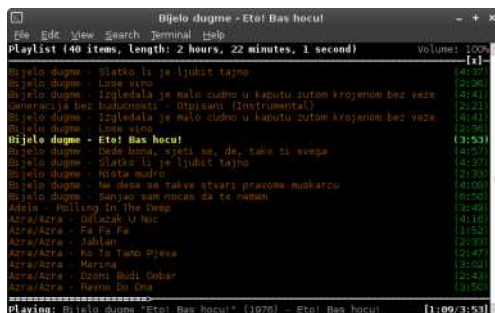 Bijelo dugme - Eto! Bas hocu!
File Edit View Search Terminal Help
Playlist (40 items, length: 2 hours, 22 minutes, 1 second) Volume: 100%
[x]
Bijelo dugme - Slatko li je ljubit tajno (4:37)
Bijelo dugme - Lose vino (2:36)
Bijelo dugme - Izgledala je malo cudno u kaputu zutom krojenom bez veze (4:41)
Generacija bez buducnosti - Otpisani (Instrumental) (2:21)
Bijelo dugme - Izgledala je malo cudno u kaputu zutom krojenom bez veze (4:41)
Bijelo dugme - Lose vino (2:36)
Bijelo dugme - Eto! Bas hocu! (3:53)
Bijelo dugme - Dede bona, sjeti se, de, tako ti svega (4:57)
Bijelo dugme - Slatko li je ljubit tajno (4:37)
Bijelo dugme - Nista mudro (2:33)
Bijelo dugme - Ne dese se takve stvari pravome muskarcu (4:09)
Bijelo dugme - Sanjao sam nocas da te nemam (6:50)
Adele - Rolling In The Deep (3:49)
Azra/Azra - Odlazak U Noc (4:16)
Azra/Azra - Fa Fa Fa (1:52)
Azra/Azra - Jablan (2:33)
Azra/Azra - Ko To Tamo Pjeva (2:47)
Azra/Azra - Marina (3:02)
Azra/Azra - Dzoni Budi Dobar (2:43)
Azra/Azra - Ravno Do Dna (3:50)
Playing: Bijelo dugme "Eto! Bas hocu!" (1976) - Eto! Bas hocu! [1:09/3:53]